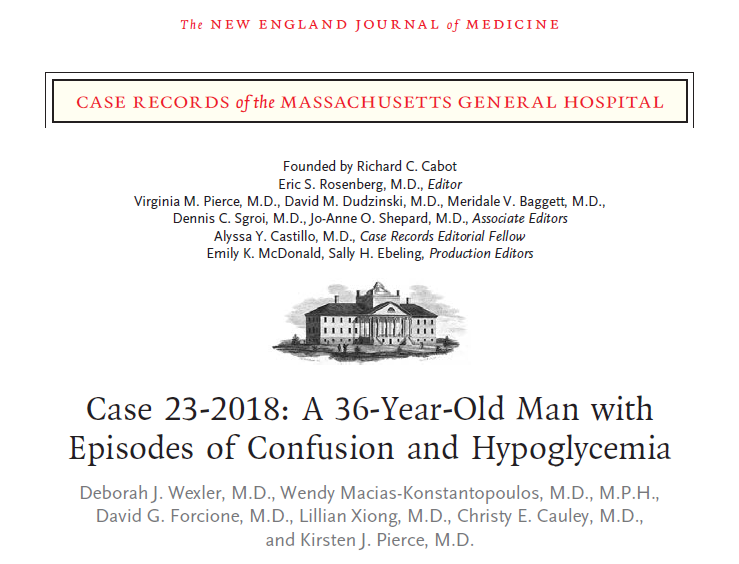 The NEW ENGLAND JOURNAL of MEDICINE
CASE RECORDS of the MASSACHUSETTS GENERAL HOSPITAL
Founded by Richard C. Cabot
Eric S. Rosenberg, M.D., Editor
Virginia M. Pierce, M.D., David M. Dudzinski, M.D., Meridale V. Baggett, M.D.,
Dennis C. Sgroi, M.D., Jo-Anne O. Shepard, M.D., Associate Editors
Alyssa Y. Castillo, M.D., Case Records Editorial Fellow
Emily K. McDonald, Sally H. Ebeling, Production Editors
Case 23-2018: A 36-Year-Old Man with
Episodes of Confusion and Hypoglycemia
Deborah J. Wexler, M.D., Wendy Macias-Konstantopoulos, M.D., M.P.H.,
David G. Forcione, M.D., Lillian Xiong, M.D., Christy E. Cauley, M.D.,
and Kirsten J. Pierce, M.D.